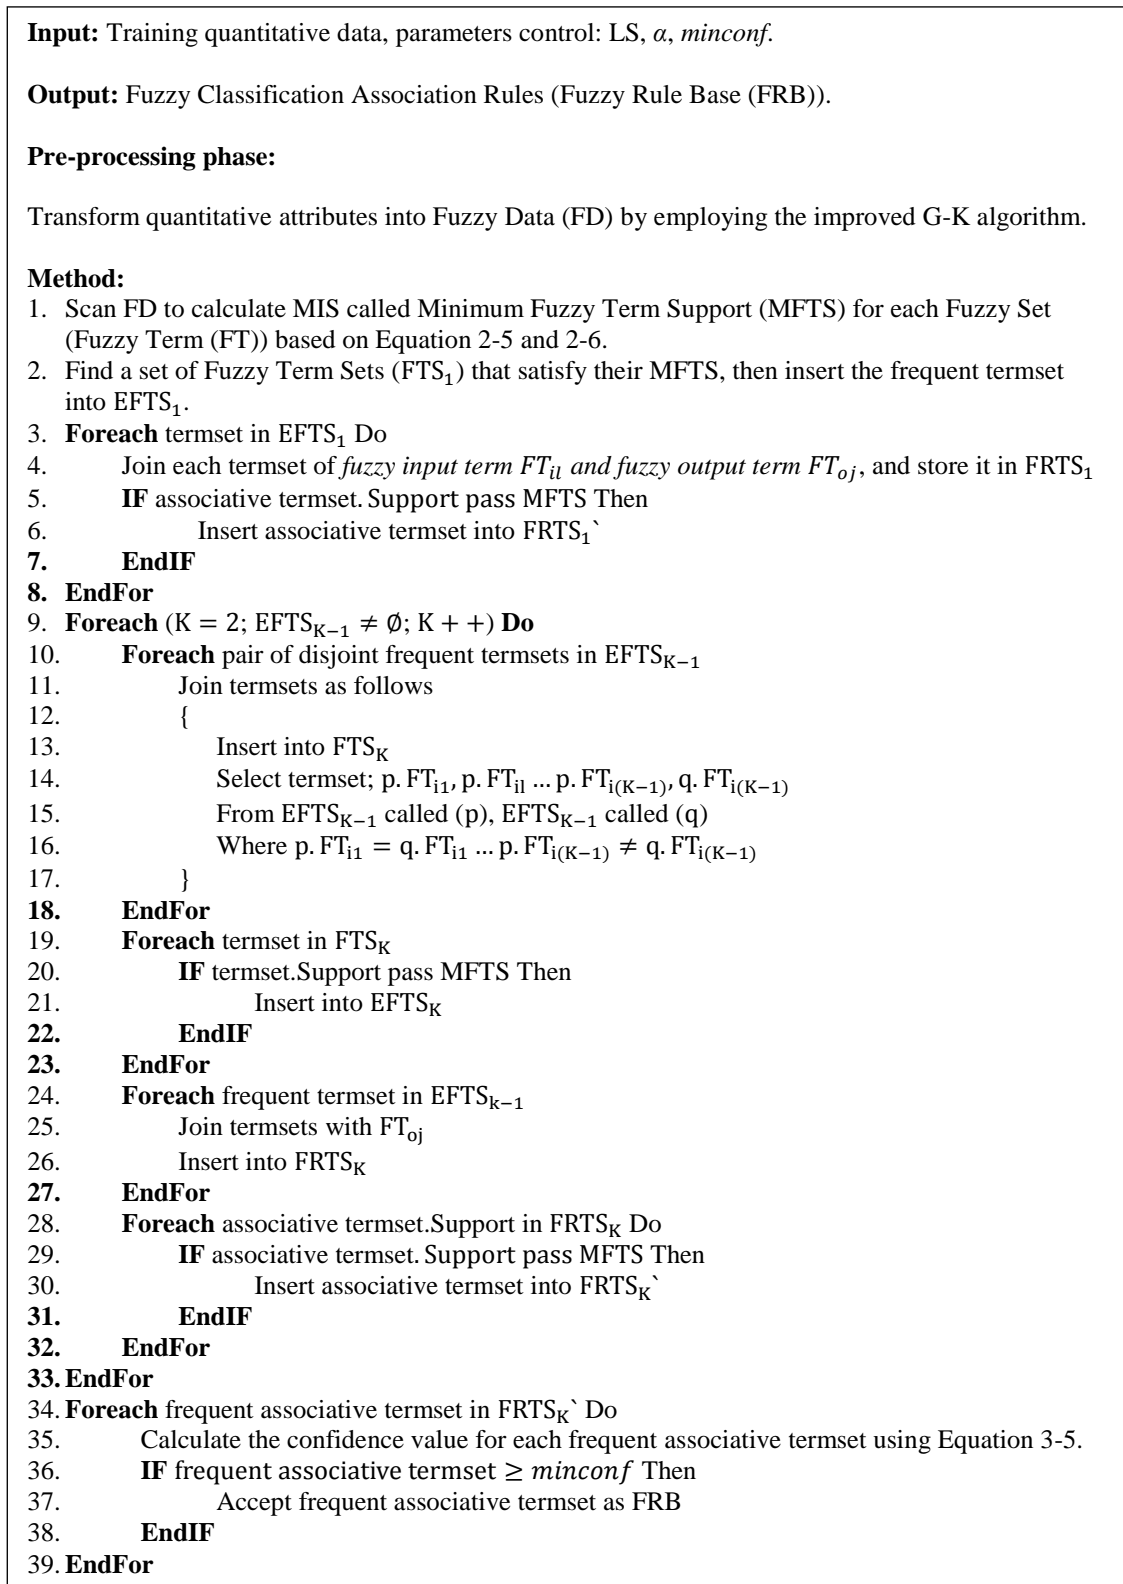 Input: Training quantitative data, parameters control: LS, α, minconf.
Output: Fuzzy Classification Association Rules (Fuzzy Rule Base (FRB)).
Pre-processing phase:
Transform quantitative attributes into Fuzzy Data (FD) by employing the improved G-K algorithm.
Method:
1. Scan FD to calculate MIS called Minimum Fuzzy Term Support (MFTS) for each Fuzzy Set
(Fuzzy Term (FT)) based on Equation 2-5 and 2-6.
2. Find a set of Fuzzy Term Sets (FTS₁) that satisfy their MFTS, then insert the frequent termset
into EFTS₁.
3. Foreach termset in EFTS₁ Do
4. Join each termset of fuzzy input term FT_il and fuzzy output term FT_oj, and store it in FRTS₁
5. IF associative termset. Support pass MFTS Then
6. Insert associative termset into FRTS₁`
7. EndIF
8. EndFor
9. Foreach (K = 2; EFTS_K−1 ≠ ∅; K + +) Do
10. Foreach pair of disjoint frequent termsets in EFTS_K−1
11. Join termsets as follows
12. {
13. Insert into FTS_K
14. Select termset; p. FT_i1, p. FT_il … p. FT_i(K−1), q. FT_i(K−1)
15. From EFTS_K−1 called (p), EFTS_K−1 called (q)
16. Where p. FT_i1 = q. FT_i1 … p. FT_i(K−1) ≠ q. FT_i(K−1)
17. }
18. EndFor
19. Foreach termset in FTS_K
20. IF termset.Support pass MFTS Then
21. Insert into EFTS_K
22. EndIF
23. EndFor
24. Foreach frequent termset in EFTS_k−1
25. Join termsets with FT_oj
26. Insert into FRTS_K
27. EndFor
28. Foreach associative termset.Support in FRTS_K Do
29. IF associative termset. Support pass MFTS Then
30. Insert associative termset into FRTS_K`
31. EndIF
32. EndFor
33. EndFor
34. Foreach frequent associative termset in FRTS_K` Do
35. Calculate the confidence value for each frequent associative termset using Equation 3-5.
36. IF frequent associative termset ≥ minconf Then
37. Accept frequent associative termset as FRB
38. EndIF
39. EndFor